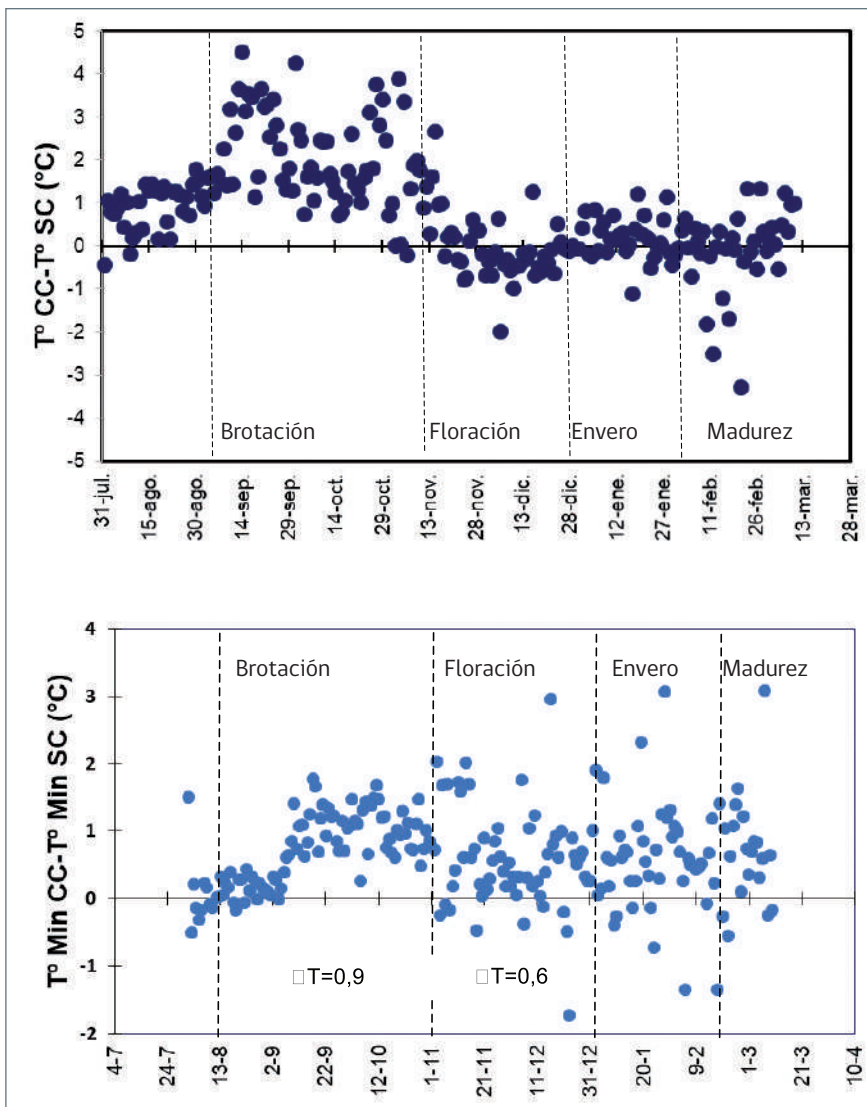 5
4
3
2
1
0
-1
-2
-3
-4
-5
Tº CC-Tº SC (ºC)
Brotación Floración Envero Madurez
31-jul.
15-ago.
30-ago.
14-sep.
29-sep.
14-oct.
29-oct.
13-nov.
28-nov.
13-dic.
28-dic.
12-ene.
27-ene.
11-feb.
26-feb.
13-mar.
28-mar.
4
3
2
1
0
-1
-2
Tº Min CC-Tº Min SC (ºC)
Brotación Floración Envero Madurez
□T=0,9 □T=0,6
4-7
24-7
13-8
2-9
22-9
12-10
1-11
21-11
11-12
31-12
20-1
9-2
1-3
21-3
10-4